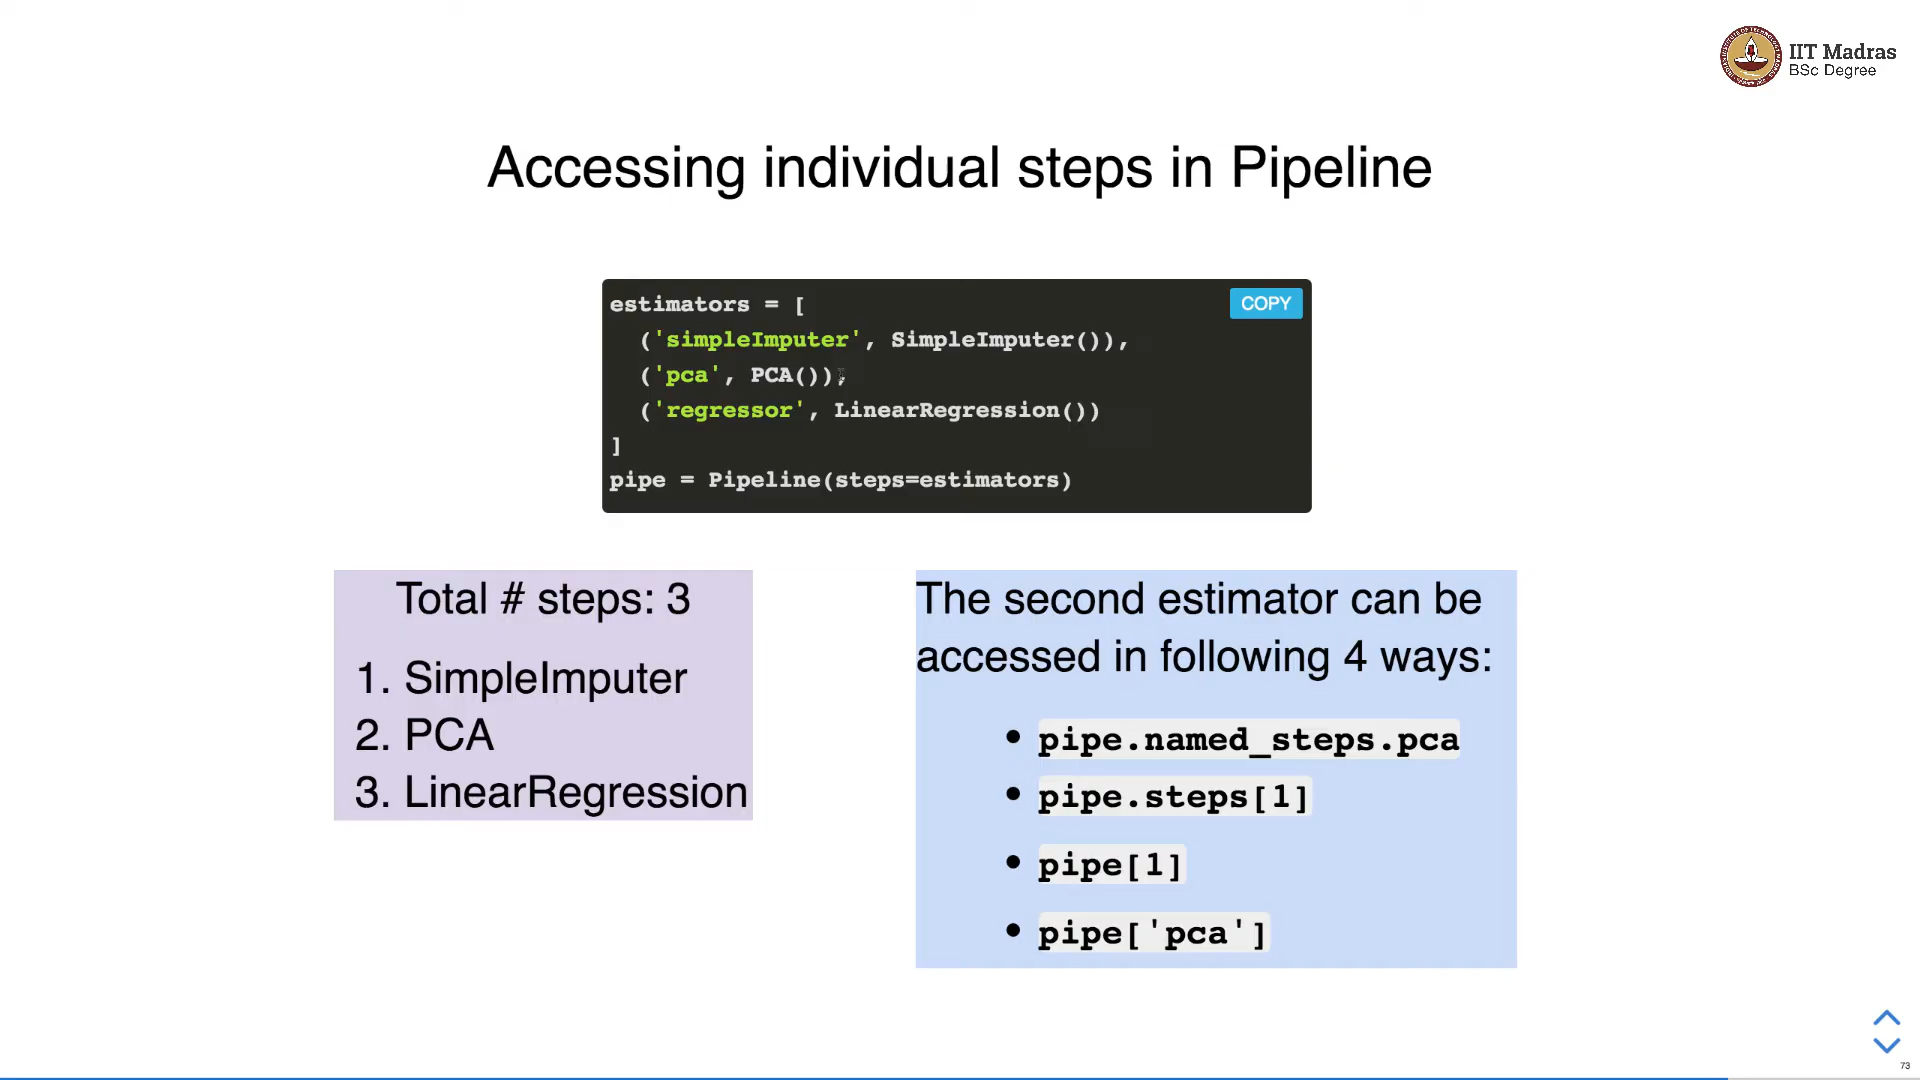 IIT Madras
BSc Degree
Accessing individual steps in Pipeline
estimators = [
COPY
('simpleImputer', SimpleImputer()),
('pca', PCA()),
('regressor', LinearRegression())
]
pipe = Pipeline(steps=estimators)
Total # steps: 3
1. SimpleImputer
2. PCA
3. LinearRegression
The second estimator can be
accessed in following 4 ways:
• pipe.named_steps.pca
• pipe.steps[1]
• pipe[1]
• pipe['pca']
73